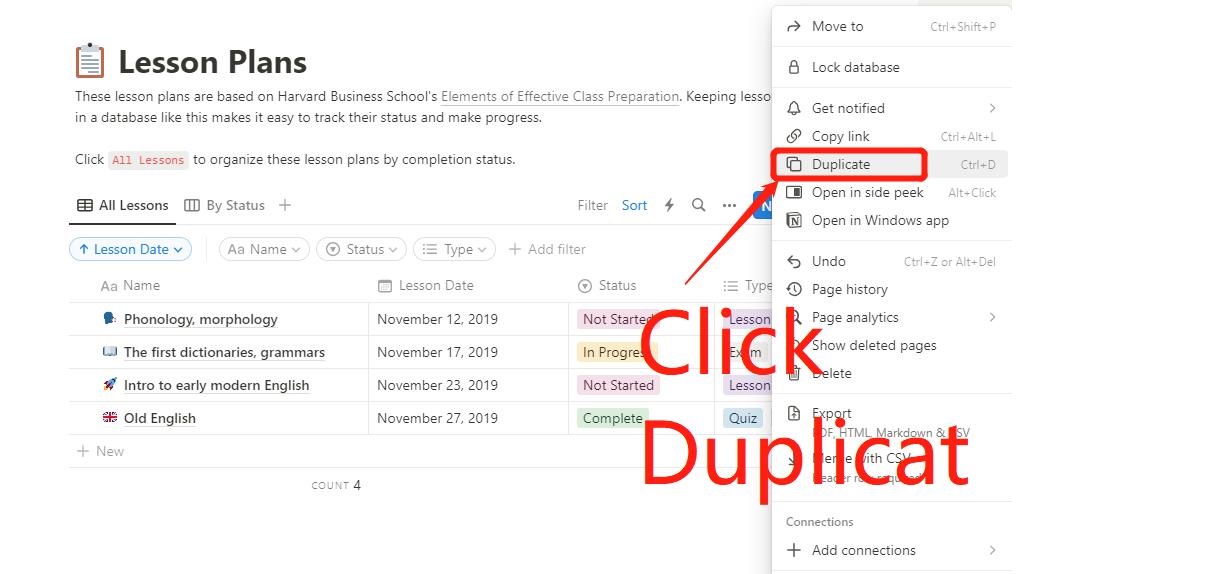 Lesson Plans
These lesson plans are based on Harvard Business School's Elements of Effective Class Preparation. Keeping lesso
in a database like this makes it easy to track their status and make progress.
Click All Lessons to organize these lesson plans by completion status.
All Lessons By Status + Filter Sort N
Lesson Date Aa Name Status Type + Add filter
Aa Name Lesson Date Status Type
Phonology, morphology November 12, 2019 Not Started Lesson
The first dictionaries, grammars November 17, 2019 In Progres Exam
Intro to early modern English November 23, 2019 Not Started Lesson
Old English November 27, 2019 Complete Quiz
+ New
COUNT 4
Move to Ctrl+Shift+P
Lock database
Get notified
Copy link Ctrl+Alt+L
Duplicate Ctrl+D
Open in side peek Alt+Click
Open in Windows app
Undo Ctrl+Z or Alt+Del
Page history
Page analytics
Show deleted pages
Delete
Export
PDF, HTML, Markdown & CSV
Merge with CSV
Header row required
Connections
+ Add connections
Click
Duplicat